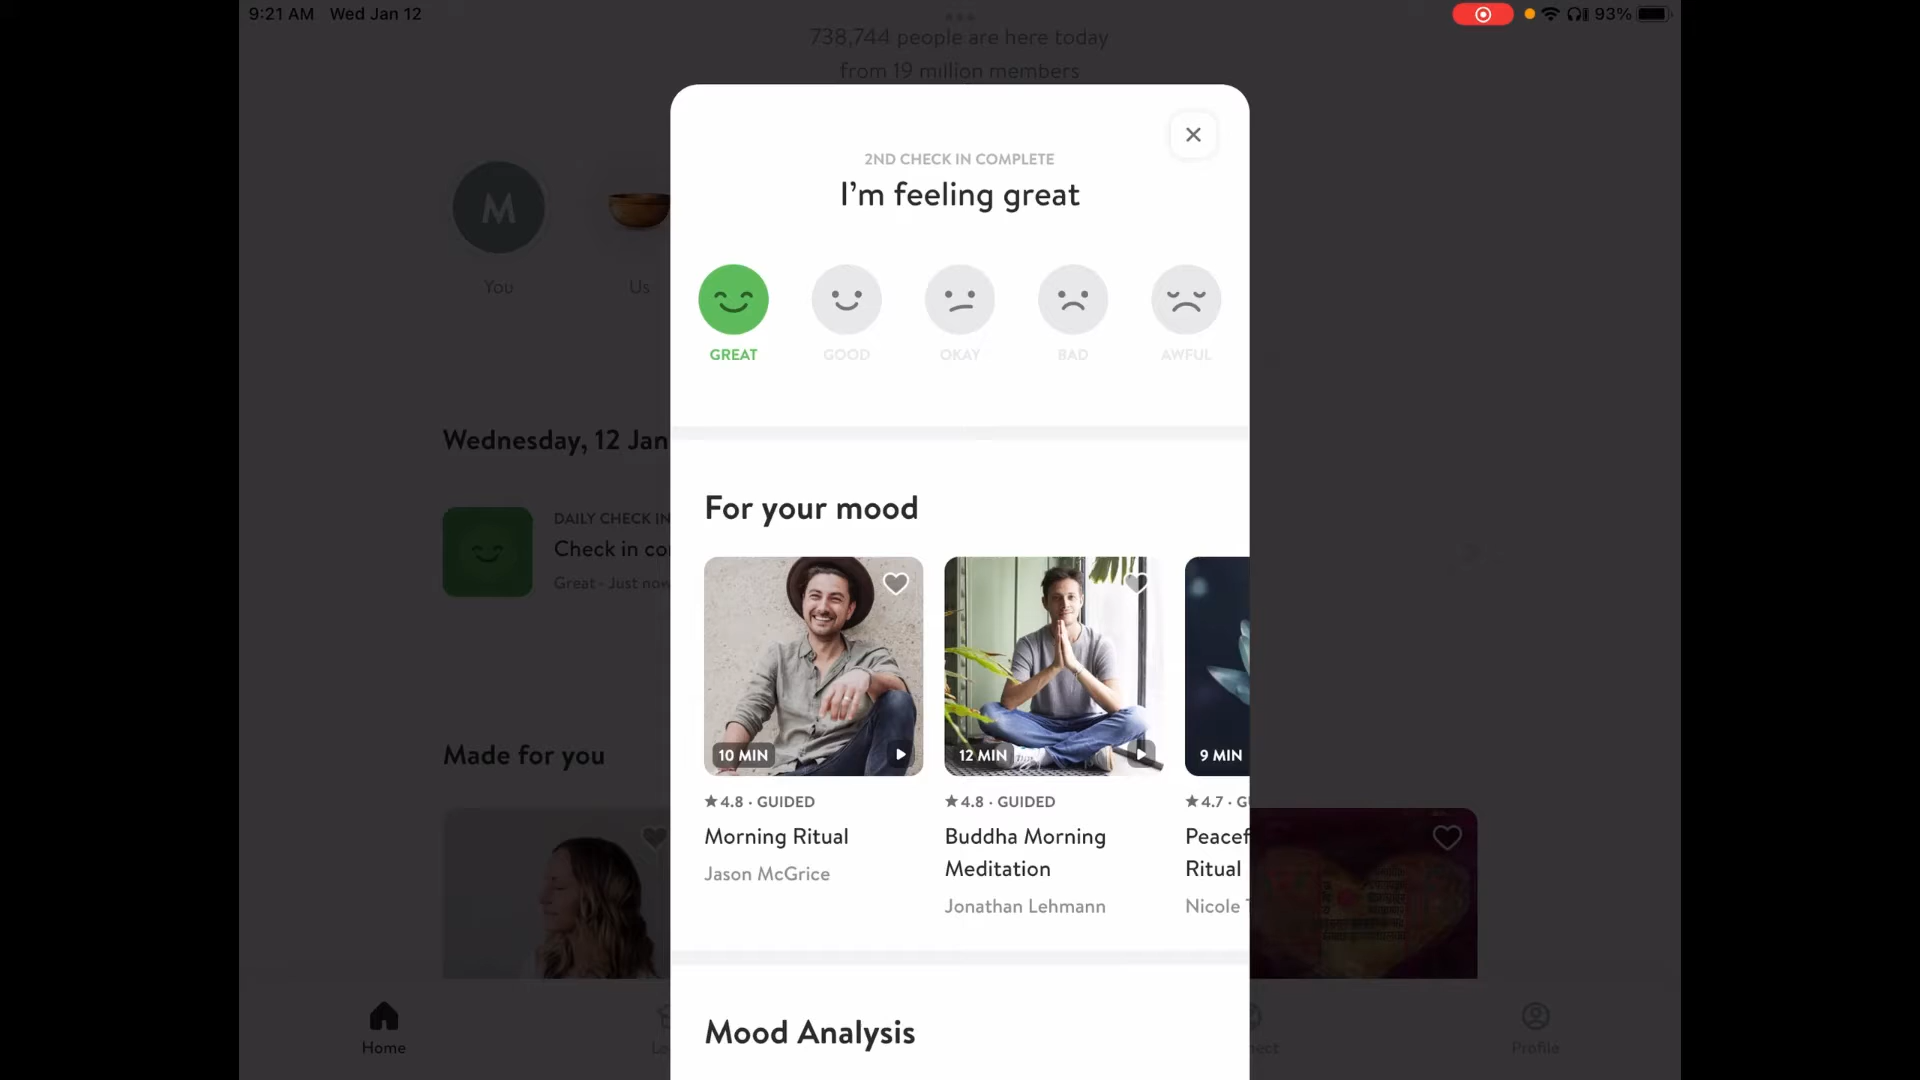 9:21 AM Wed Jan 12
93%
738,744 people are here today
from 19 million members
2ND CHECK IN COMPLETE
I'm feeling great
M
You
Us
GREAT
GOOD
OKAY
BAD
AWFUL
Wednesday, 12 Jan
DAILY CHECK IN
Check in co
Great · Just now
For your mood
10 MIN
12 MIN
9 MIN
★4.8 · GUIDED
★4.8 · GUIDED
★4.7 · G
Morning Ritual
Jason McGrice
Buddha Morning
Meditation
Jonathan Lehmann
Peacef
Ritual
Nicole
Made for you
Mood Analysis
Home
Profile